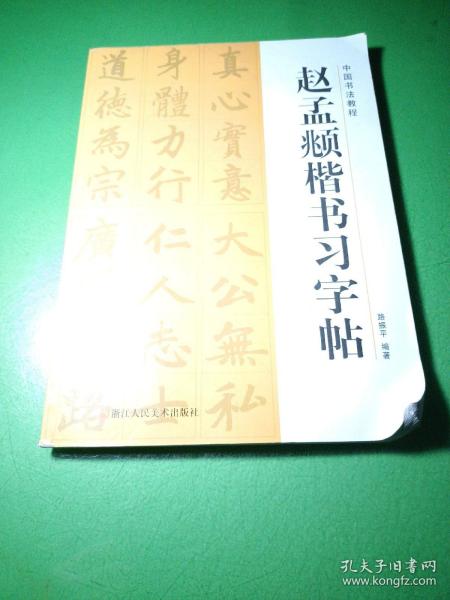 中国书法教程
赵孟頫楷书习字帖
路振平 编著
真心實意大公無私
身體力行仁人志士
道德為宗廣
路
浙江人民美术出版社
孔夫子旧书网
www.kongfz.com